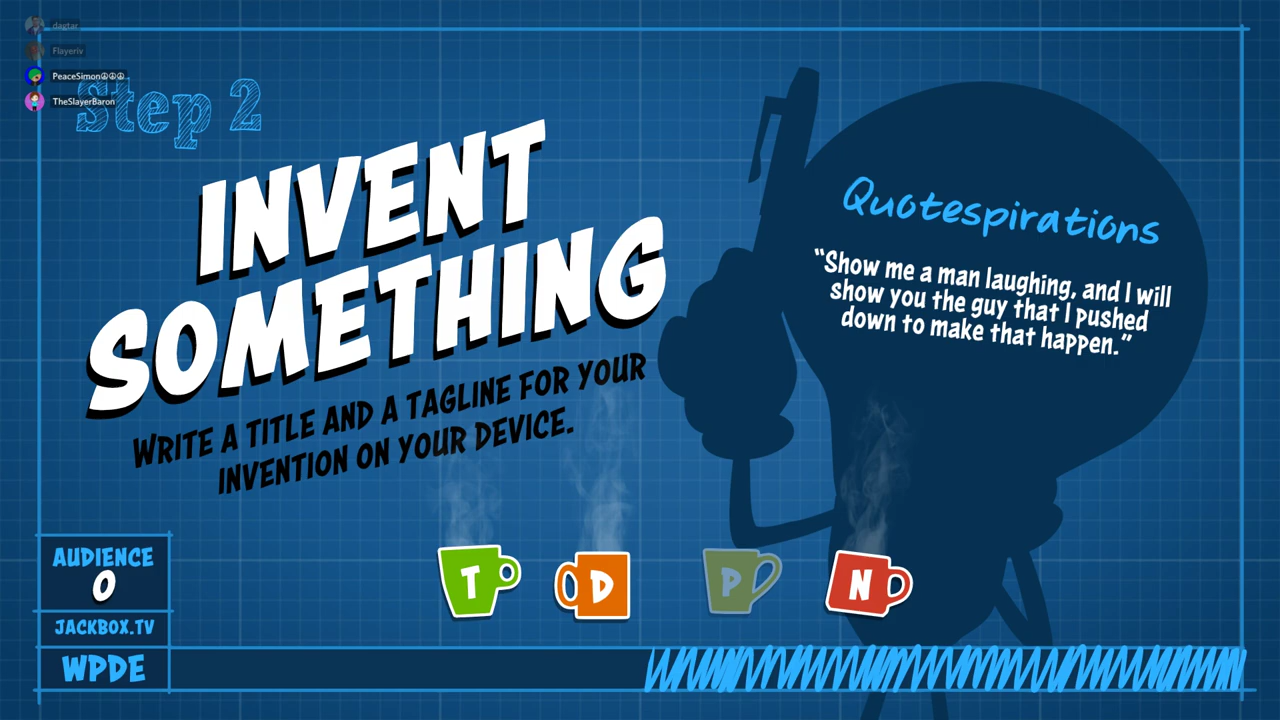 dagtar
Flayeriv
PeaceSimon☮☮☮
TheSlayerBaron
Step 2
INVENT
SOMETHING
WRITE A TITLE AND A TAGLINE FOR YOUR
INVENTION ON YOUR DEVICE.
Quotespirations
“Show me a man laughing, and I will
show you the guy that I pushed
down to make that happen.”
T
D
P
N
AUDIENCE
0
JACKBOX.TV
WPDE